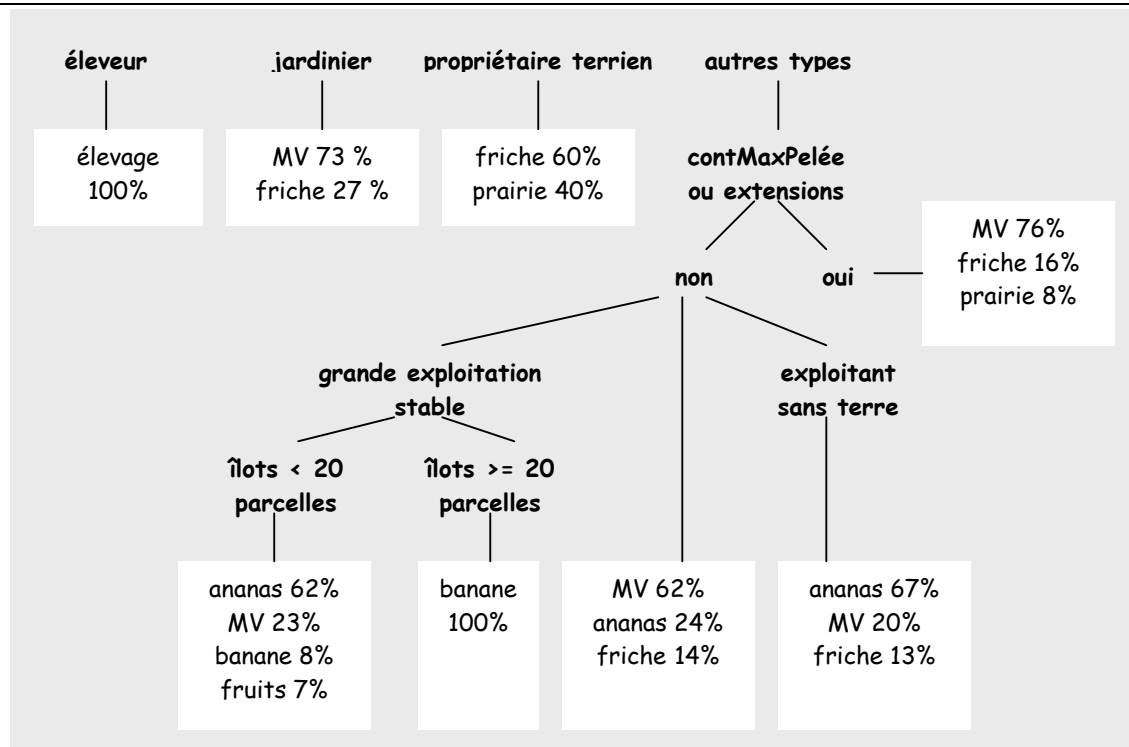 éleveur
jardinier
propriétaire terrien
autres types
élevage
100%
MV 73 %
friche 27 %
friche 60%
prairie 40%
contMaxPelée
ou extensions
MV 76%
friche 16%
prairie 8%
non
oui
grande exploitation
stable
exploitant
sans terre
îlots < 20
parcelles
îlots >= 20
parcelles
ananas 62%
MV 23%
banane 8%
fruits 7%
banane
100%
MV 62%
ananas 24%
friche 14%
ananas 67%
MV 20%
friche 13%